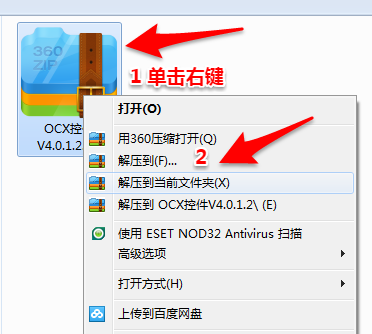 360
ZIP
1 单击右键
OCX控件
V4.0.1.2
打开(O)
用360压缩打开(Q)
解压到(F)...
2
解压到当前文件夹(X)
解压到 OCX控件V4.0.1.2\ (E)
使用 ESET NOD32 Antivirus 扫描
高级选项
打开方式(H)
上传到百度网盘